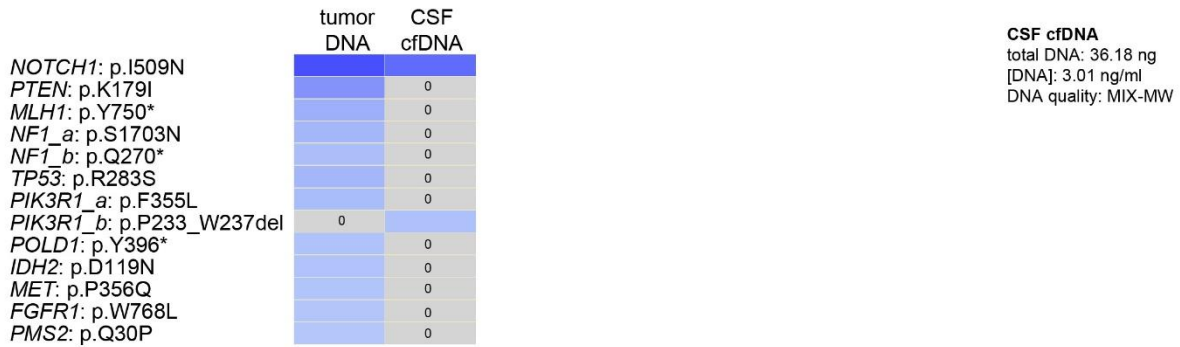 tumor DNA
CSF cfDNA
NOTCH1: p.I509N
PTEN: p.K179I 0
MLH1: p.Y750* 0
NF1_a: p.S1703N 0
NF1_b: p.Q270* 0
TP53: p.R283S 0
PIK3R1_a: p.F355L 0
PIK3R1_b: p.P233_W237del 0
POLD1: p.Y396* 0
IDH2: p.D119N 0
MET: p.P356Q 0
FGFR1: p.W768L 0
PMS2: p.Q30P 0
CSF cfDNA
total DNA: 36.18 ng
[DNA]: 3.01 ng/ml
DNA quality: MIX-MW